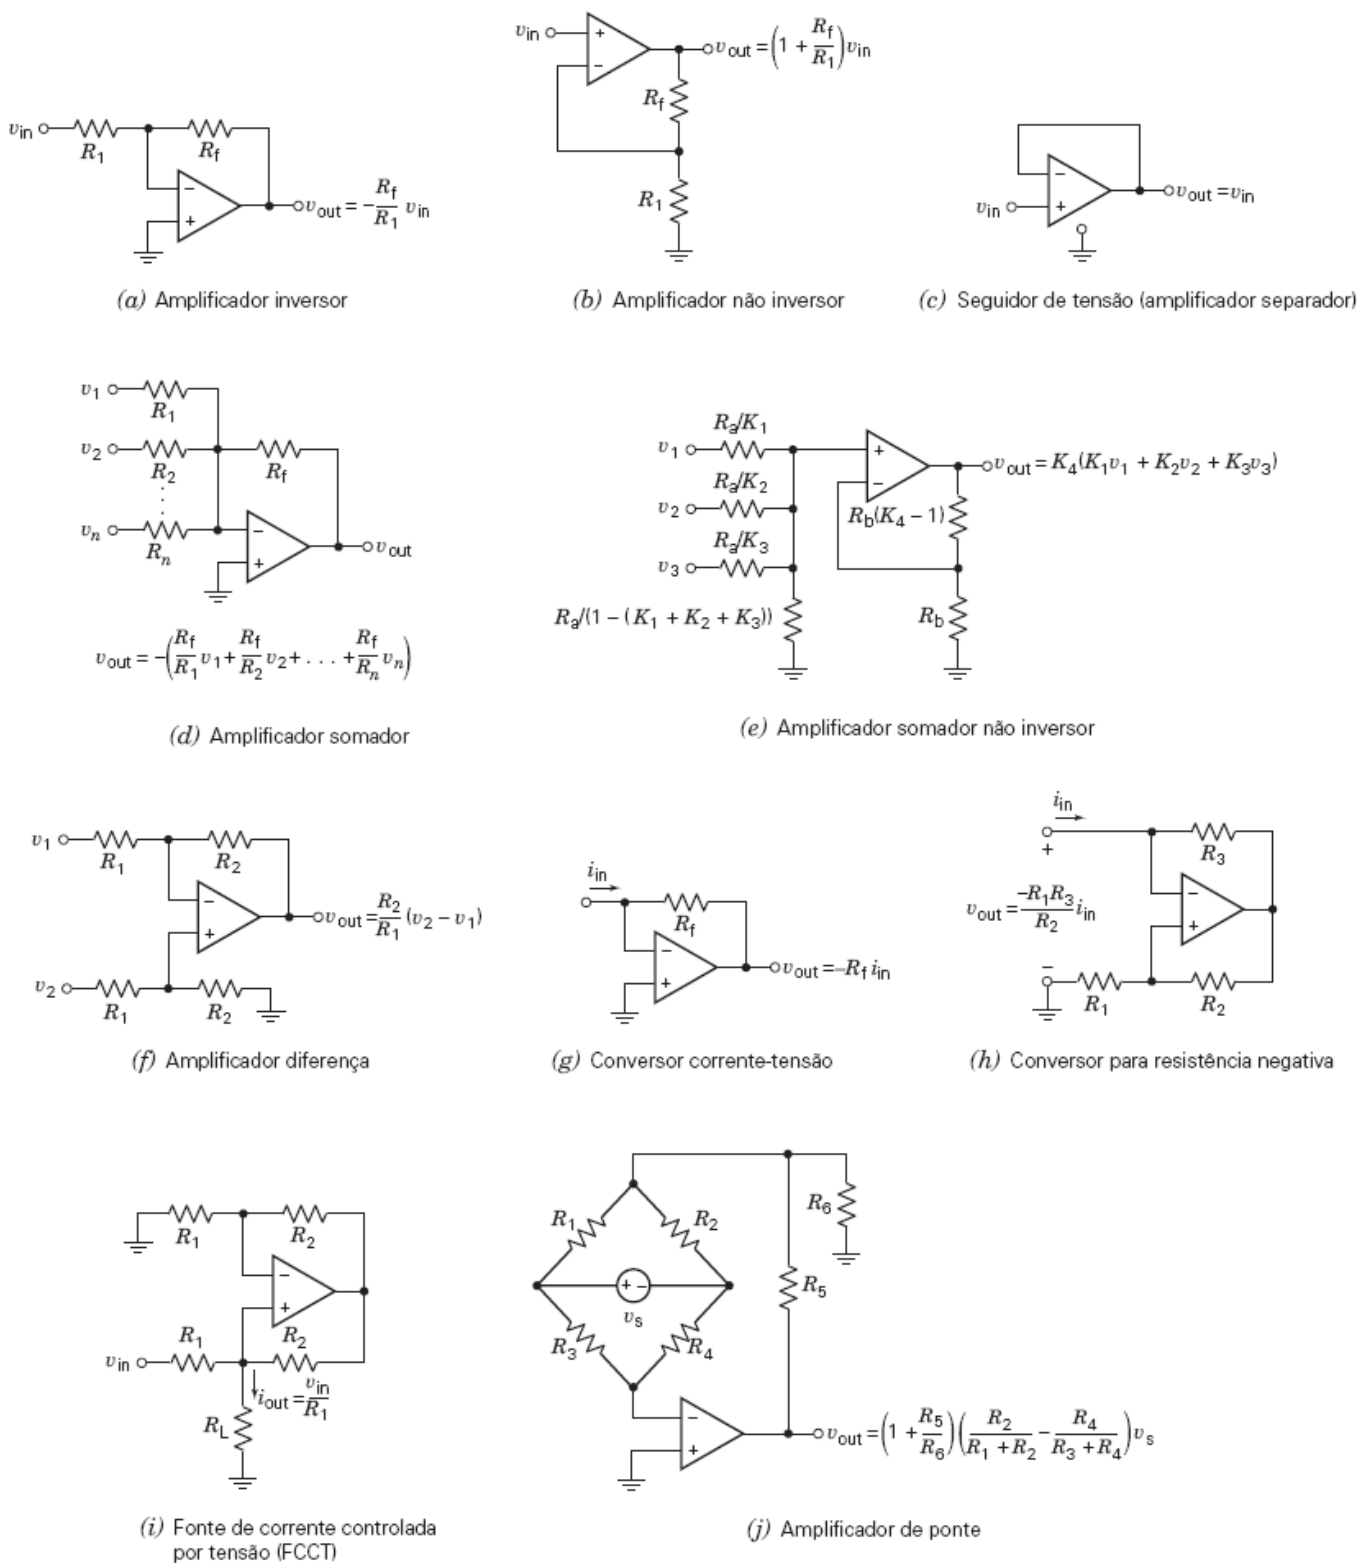 v_in R_1 R_f v_out = -R_f/R_1 v_in
+ -
(a) Amplificador inversor
v_in + - v_out = (1 + R_f/R_1)v_in
R_f
R_1
(b) Amplificador não inversor
v_in - + v_out = v_in
(c) Seguidor de tensão (amplificador separador)
v_1 R_1
v_2 R_2 R_f
⋮
v_n R_n - + v_out
v_out = -(R_f/R_1 v_1 + R_f/R_2 v_2 + . . . + R_f/R_n v_n)
(d) Amplificador somador
R_a/K_1
v_1 + v_out = K_4(K_1v_1 + K_2v_2 + K_3v_3)
R_a/K_2 -
v_2 R_b(K_4 – 1)
R_a/K_3
v_3
R_a/(1 - (K_1 + K_2 + K_3)) R_b
(e) Amplificador somador não inversor
v_1 R_1 R_2
- + v_out = R_2/R_1 (v_2 – v_1)
v_2 R_1 R_2
(f) Amplificador diferença
i_in
R_f
- + v_out = –R_f i_in
(g) Conversor corrente-tensão
i_in
+ R_3
v_out = -R_1R_3/R_2 i_in - +
- R_1 R_2
(h) Conversor para resistência negativa
R_1 R_2
- +
R_1 R_2
v_in
i_out = v_in/R_1
R_L
(i) Fonte de corrente controlada
por tensão (FCCT)
R_1 R_2 R_6
+ - R_5
v_s
R_3 R_4
- + v_out = (1 + R_5/R_6)(R_2/(R_1 + R_2) - R_4/(R_3 + R_4))v_s
(j) Amplificador de ponte